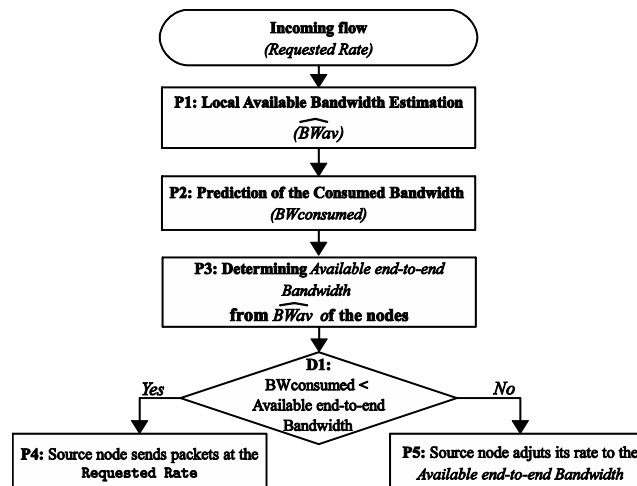 Incoming flow
(Requested Rate)
P1: Local Available Bandwidth Estimation
(BWav)
P2: Prediction of the Consumed Bandwidth
(BWconsumed)
P3: Determining Available end-to-end
Bandwidth
from BWav of the nodes
D1:
BWconsumed <
Available end-to-end
Bandwidth
Yes
No
P4: Source node sends packets at the
Requested Rate
P5: Source node adjuts its rate to the
Available end-to-end Bandwidth